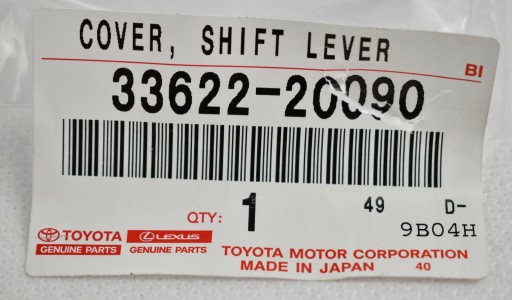 COVER, SHIFT LEVER
BI
33622-20090
QTY: 1 49 D-
9B04H
TOYOTA LEXUS
GENUINE PARTS GENUINE PARTS
TOYOTA MOTOR CORPORATION
MADE IN JAPAN 40